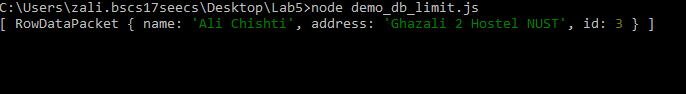 C:\Users\zali.bscs17seecs\Desktop\Lab5>node demo_db_limit.js
[ RowDataPacket { name: 'Ali Chishti', address: 'Ghazali 2 Hostel NUST', id: 3 } ]